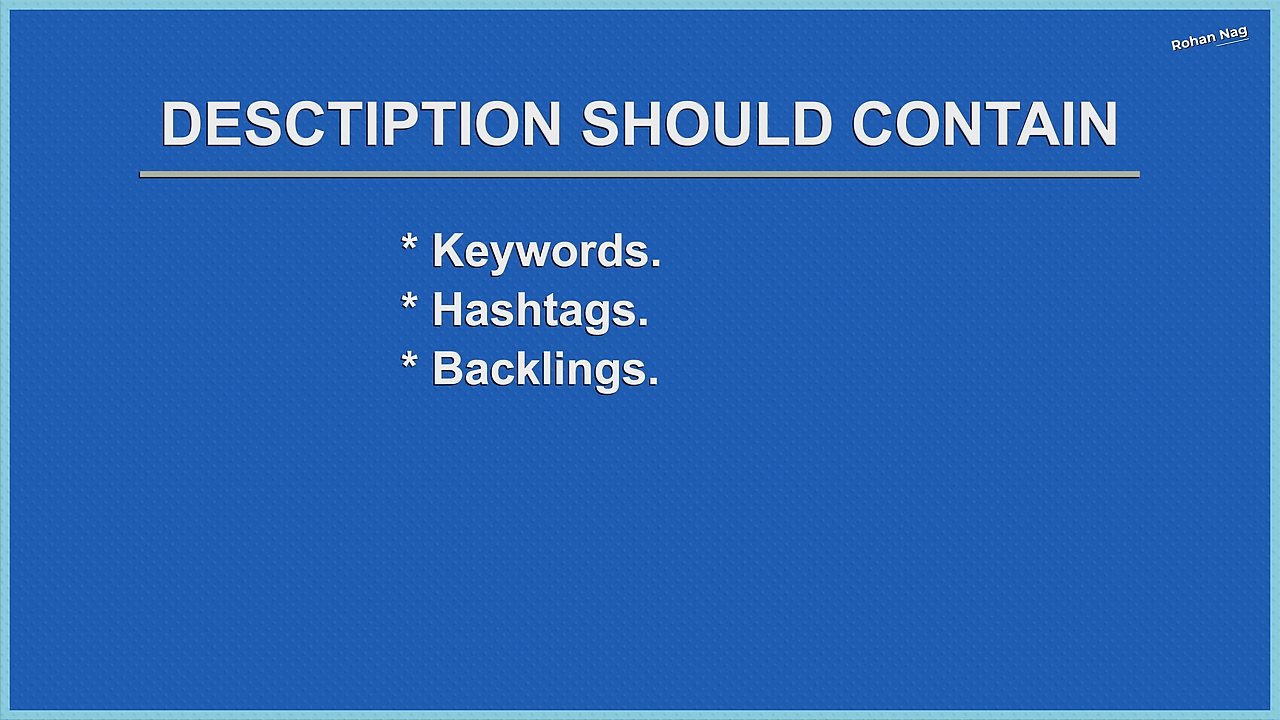 Rohan Nag
DESCTIPTION SHOULD CONTAIN
* Keywords.
* Hashtags.
* Backlings.